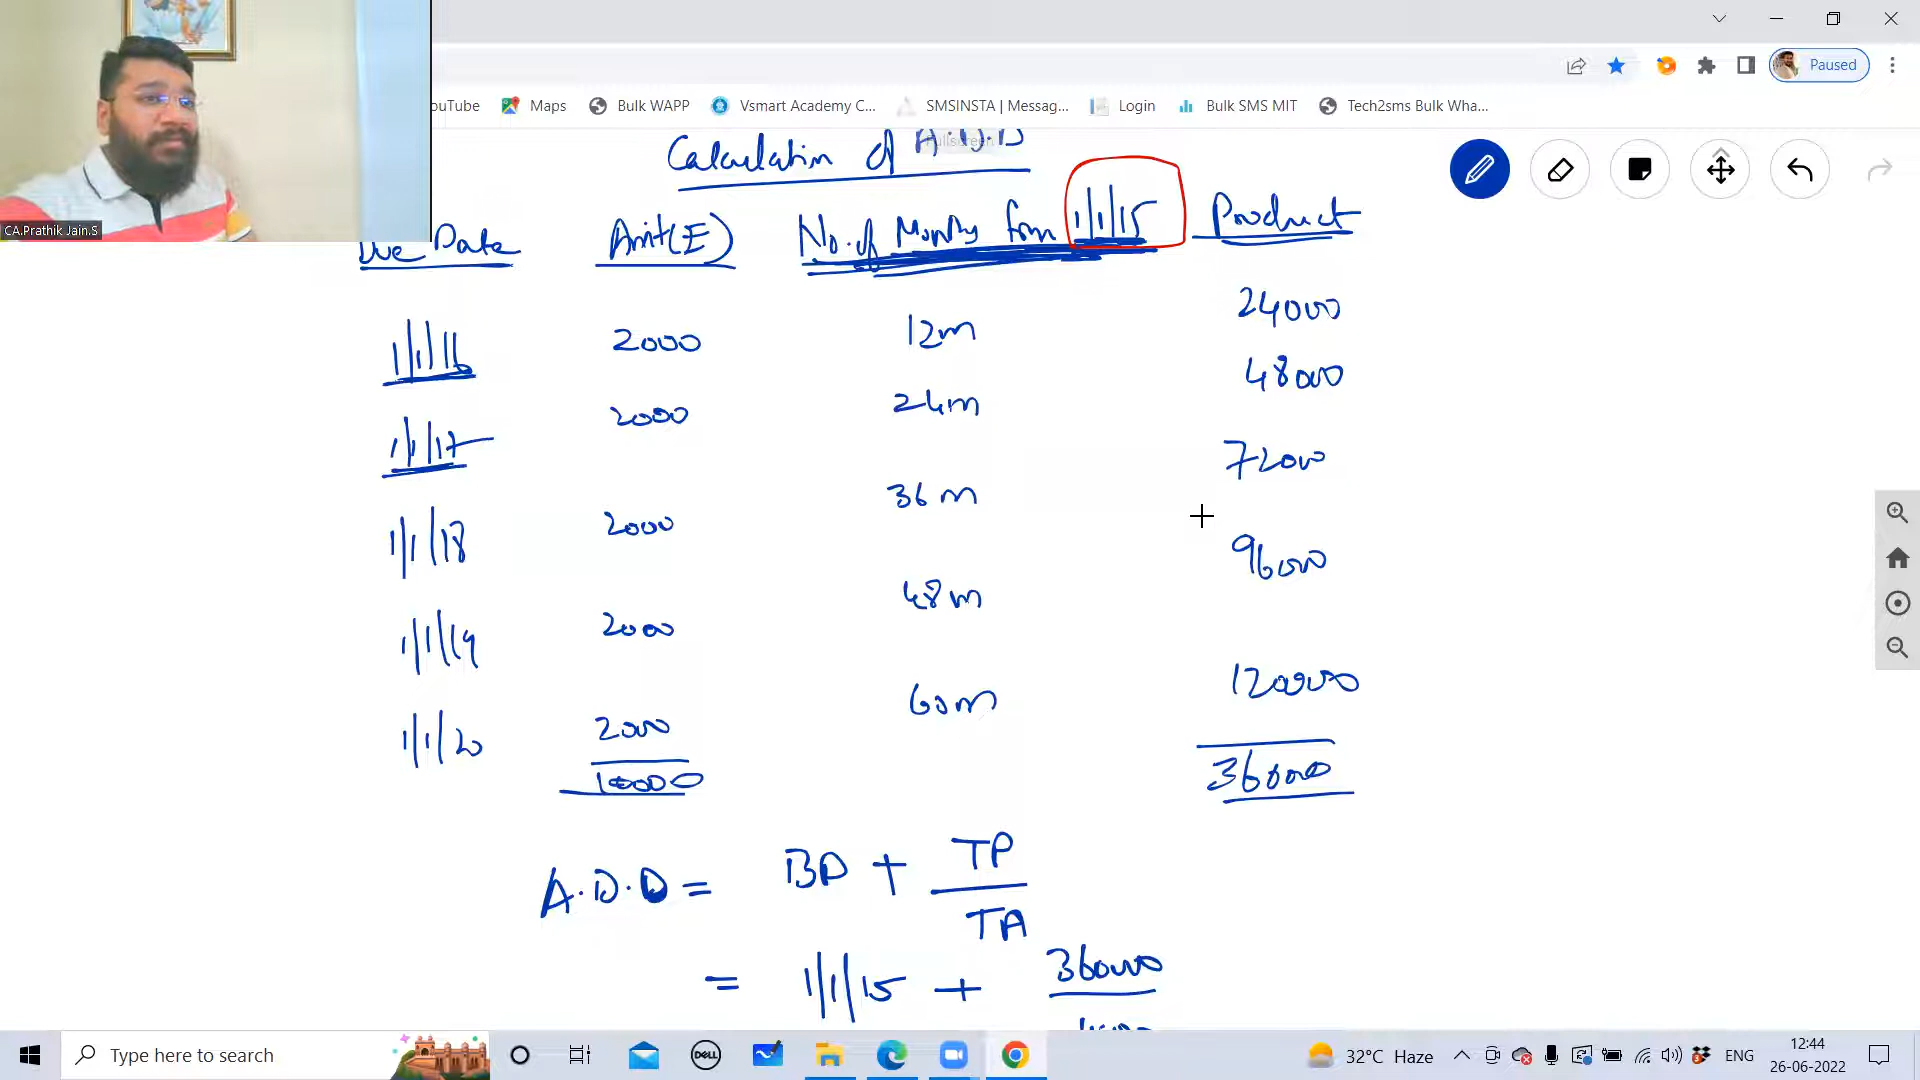 Paused
ouTube Maps Bulk WAPP Vsmart Academy C... SMSINSTA | Messag... Login Bulk SMS MIT Tech2sms Bulk Wha...
Calculation of A.D.D
CA.Prathik Jain.S
Due Date Amt(E) No. of Months from 1/1/15 Product
1/1/16 2000 12m 24000
1/1/17 2000 24m 48000
1/1/18 2000 36m 72000
1/1/19 2000 48m 96000
1/1/20 2000 60m 120000
10000 360000
A.D.D = BD + TP
TA
= 1/1/15 + 360000
Type here to search
DELL
32°C Haze
ENG
12:44
26-06-2022